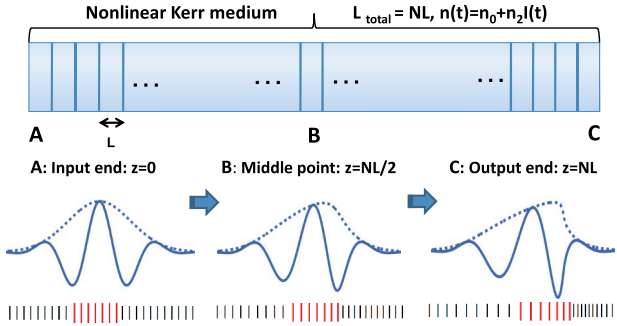 Nonlinear Kerr medium L total = NL, n(t)=n0+n2I(t)
... ... ... ...
A B C
L
A: Input end: z=0 B: Middle point: z=NL/2 C: Output end: z=NL